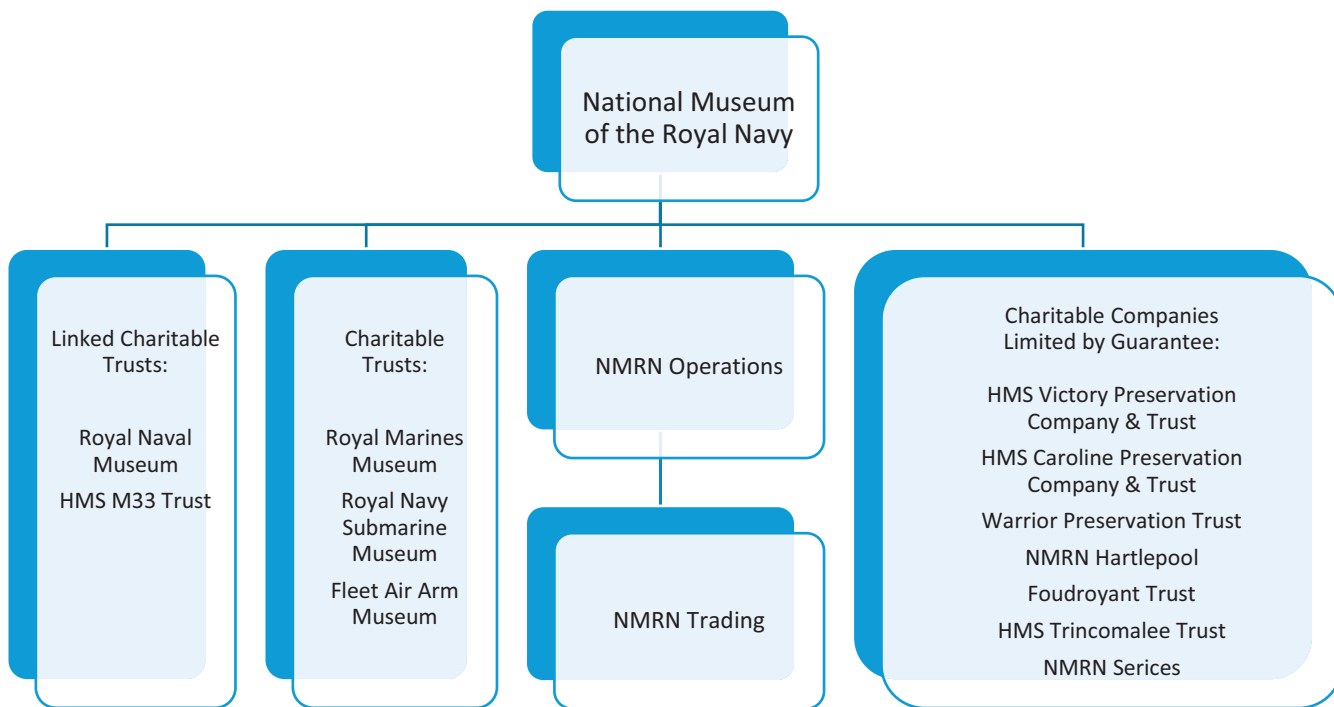 National Museum
of the Royal Navy
Linked Charitable
Trusts:
Royal Naval
Museum
HMS M33 Trust
Charitable
Trusts:
Royal Marines
Museum
Royal Navy
Submarine
Museum
Fleet Air Arm
Museum
NMRN Operations
NMRN Trading
Charitable Companies
Limited by Guarantee:
HMS Victory Preservation
Company & Trust
HMS Caroline Preservation
Company & Trust
Warrior Preservation Trust
NMRN Hartlepool
Foudroyant Trust
HMS Trincomalee Trust
NMRN Serices